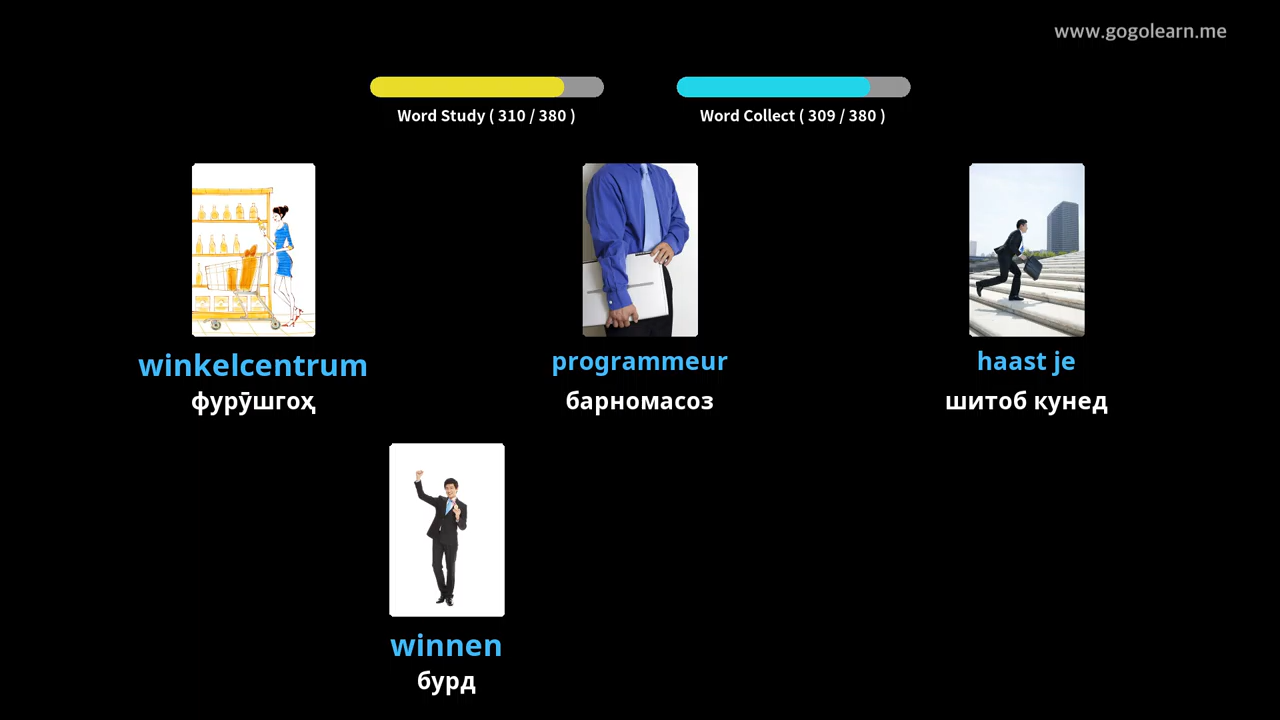 www.gogolearn.me
Word Study ( 310 / 380 )
Word Collect ( 309 / 380 )
winkelcentrum
фурӯшгоҳ
programmeur
барномасоз
haast je
шитоб кунед
winnen
бурд